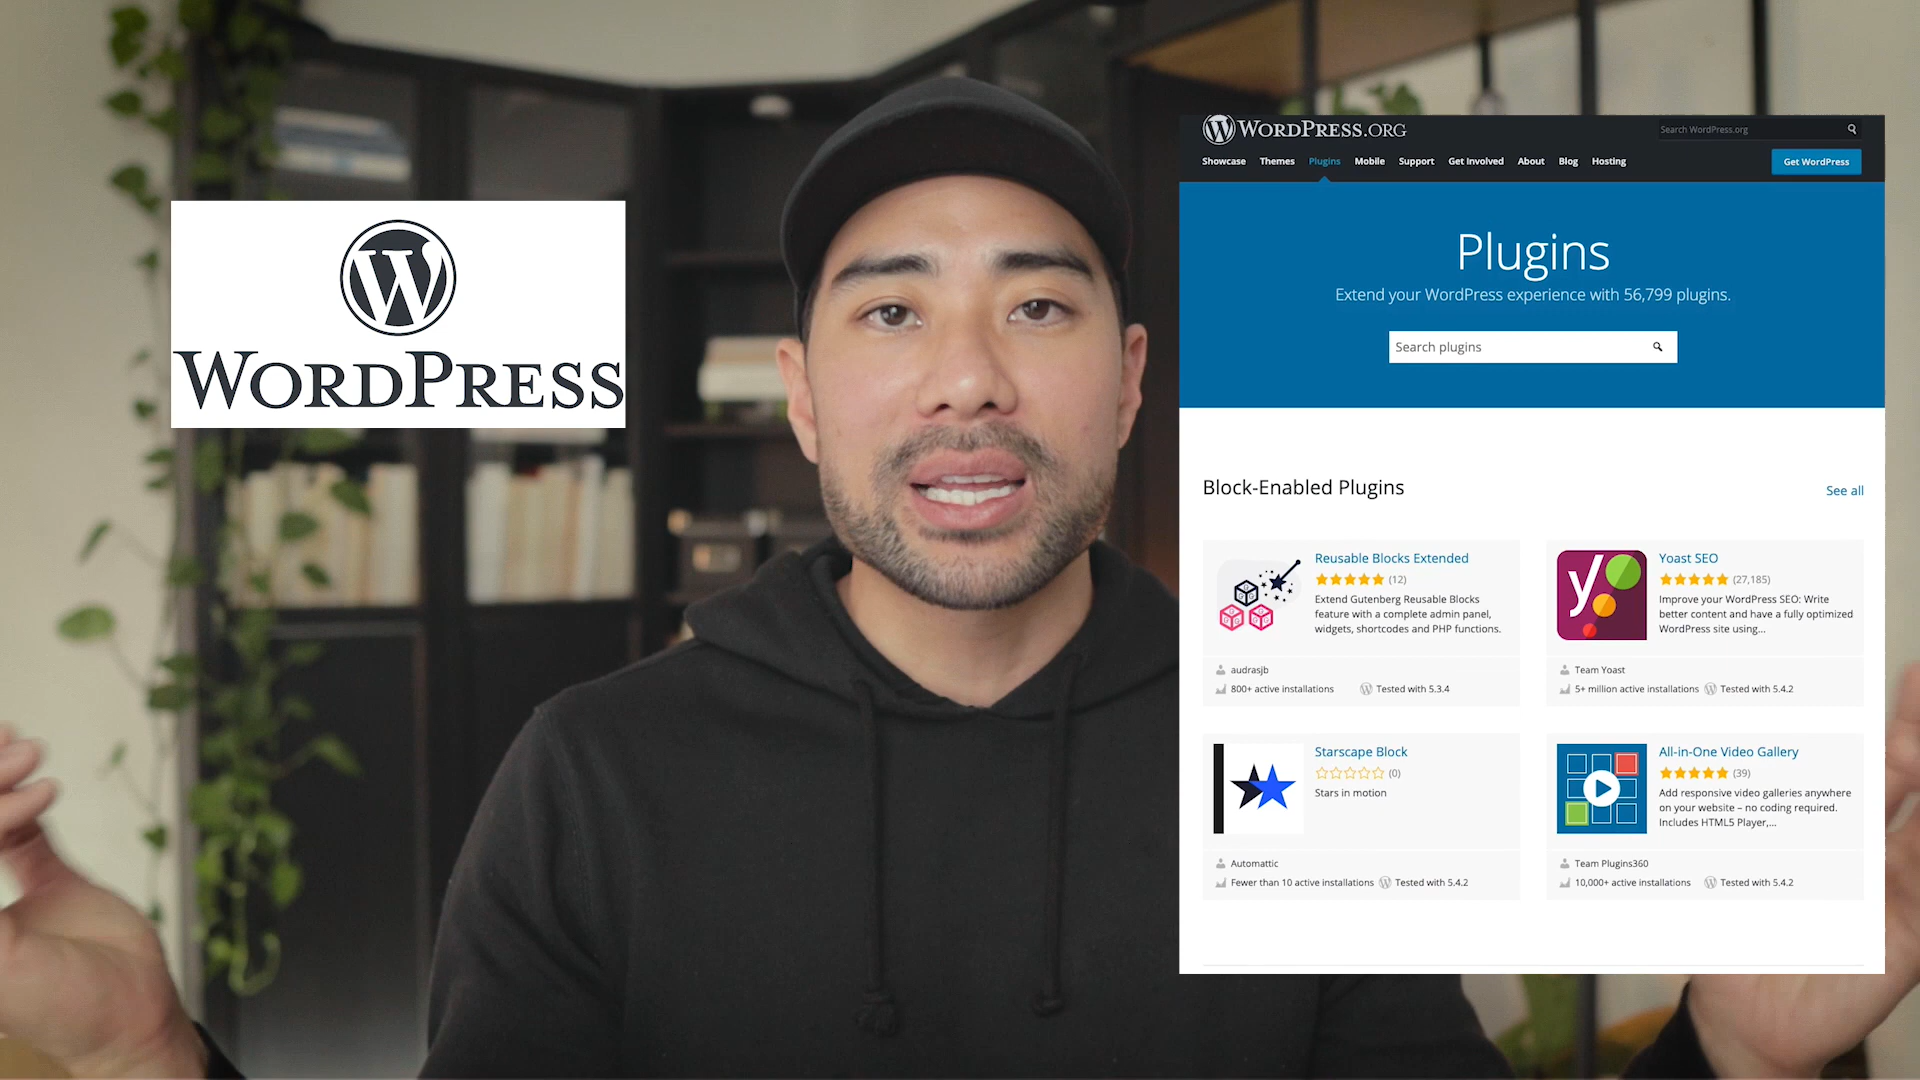 WORDPRESS
WORDPRESS.ORG
Search WordPress.org
Showcase Themes Plugins Mobile Support Get Involved About Blog Hosting
Get WordPress
Plugins
Extend your WordPress experience with 56,799 plugins.
Search plugins
Block-Enabled Plugins
See all
Reusable Blocks Extended
(12)
Extend Gutenberg Reusable Blocks
feature with a complete admin panel,
widgets, shortcodes and PHP functions.
audrasjb
800+ active installations
Tested with 5.3.4
Yoast SEO
(27,185)
Improve your WordPress SEO: Write
better content and have a fully optimized
WordPress site using...
Team Yoast
5+ million active installations
Tested with 5.4.2
Starscape Block
(0)
Stars in motion
Automattic
Fewer than 10 active installations
Tested with 5.4.2
All-in-One Video Gallery
(39)
Add responsive video galleries anywhere
on your website – no coding required.
Includes HTML5 Player,...
Team Plugins360
10,000+ active installations
Tested with 5.4.2